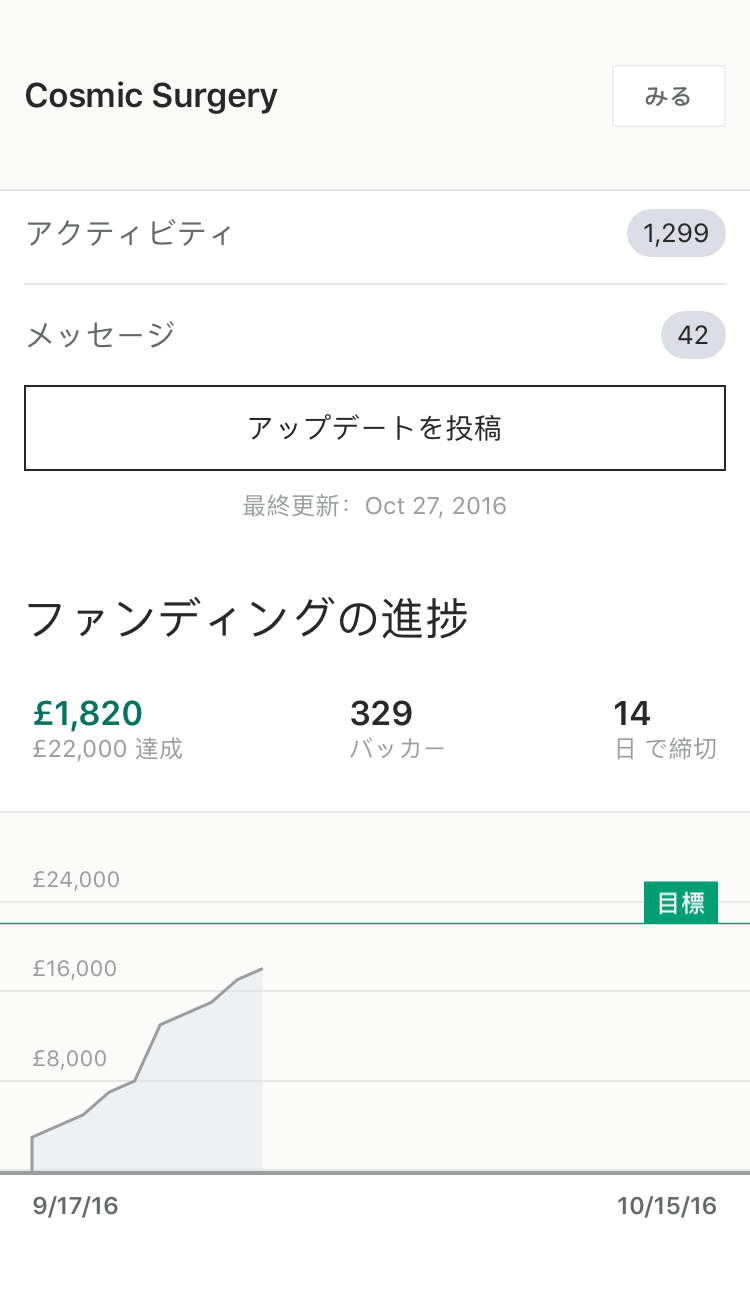 Cosmic Surgery
みる
アクティビティ
1,299
メッセージ
42
アップデートを投稿
最終更新：Oct 27, 2016
ファンディングの進捗
£1,820
£22,000 達成
329
バッカー
14
日 で締切
£24,000
目標
£16,000
£8,000
9/17/16
10/15/16